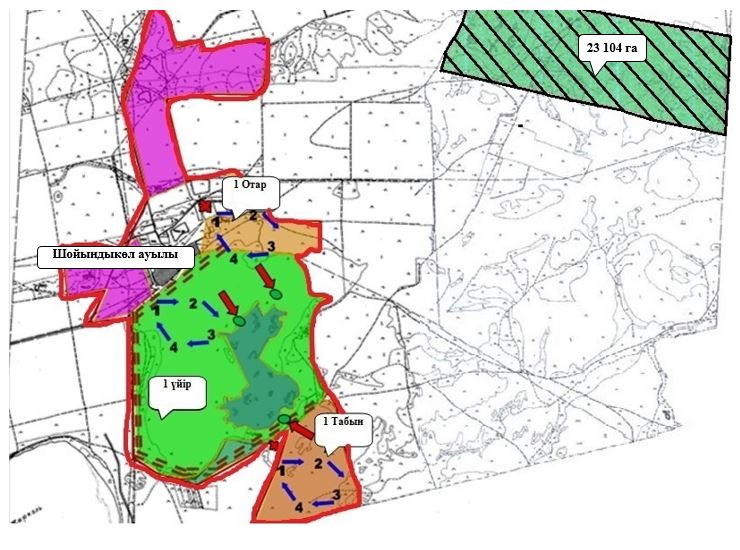 23 104 га
1 Отар
1 2
4 3
Шойындыкөл ауылы
1 2
4 3
1 үйір
1 Табын
1 2
4 3